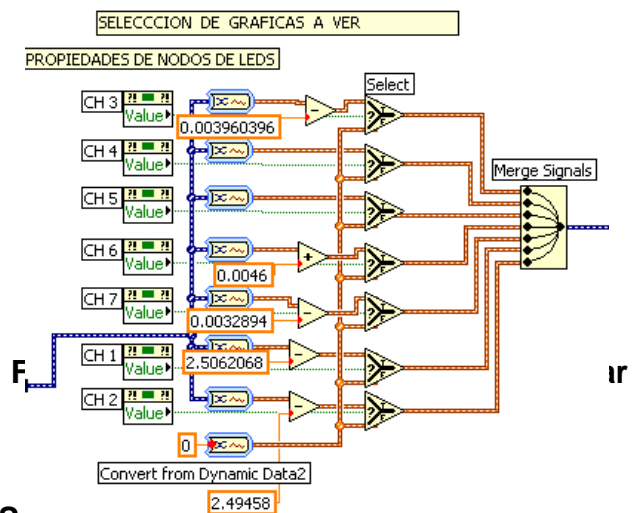 SELECCCION DE GRAFICAS A VER
PROPIEDADES DE NODOS DE LEDS
Select
CH 3
Value
0.003960396
CH 4
Value
Merge Signals
CH 5
Value
CH 6
Value
0.0046
CH 7
Value
0.0032894
CH 1
Value
2.5062068
CH 2
Value
0
Convert from Dynamic Data2
2.49458